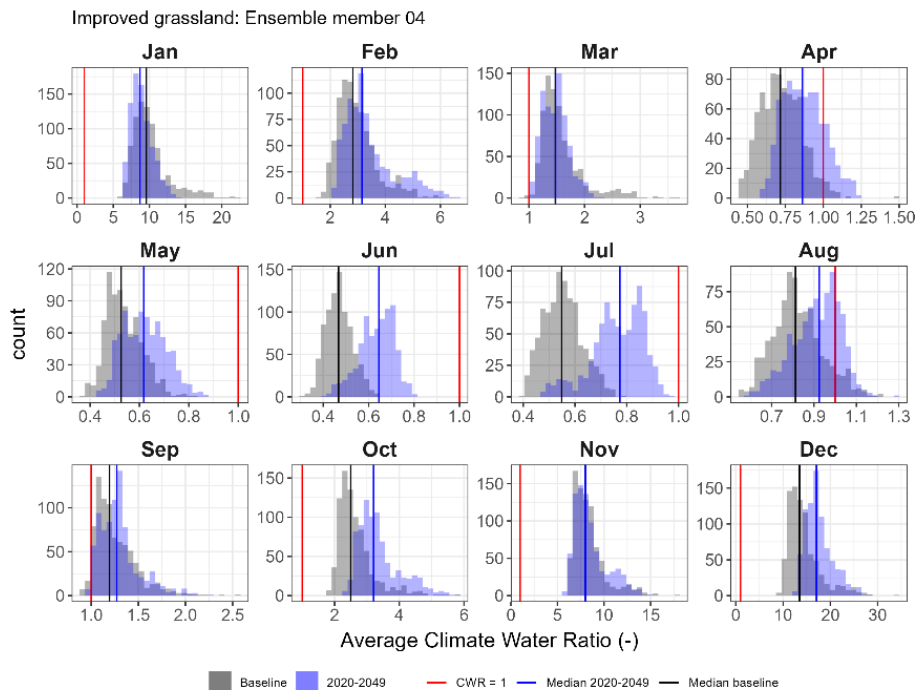 Improved grassland: Ensemble member 04
Jan Feb Mar Apr
150
100
50
0
5 10 15 20
100
75
50
25
0
2 4 6
150
100
50
0
1 2 3
80
60
40
20
0
0.50 0.75 1.00 1.25 1.50
May Jun Jul Aug
120
90
60
30
0
0.4 0.6 0.8 1.0
150
100
50
0
0.4 0.6 0.8 1.0
100
75
50
25
0
0.4 0.6 0.8 1.0
75
50
25
0
0.7 0.9 1.1 1.3
count
Sep Oct Nov Dec
100
50
0
1.0 1.5 2.0 2.5
150
100
50
0
2 4 6
150
100
50
0
0 5 10 15
150
100
50
0
0 10 20 30
Average Climate Water Ratio (-)
Baseline 2020-2049 CWR = 1 Median 2020-2049 Median baseline